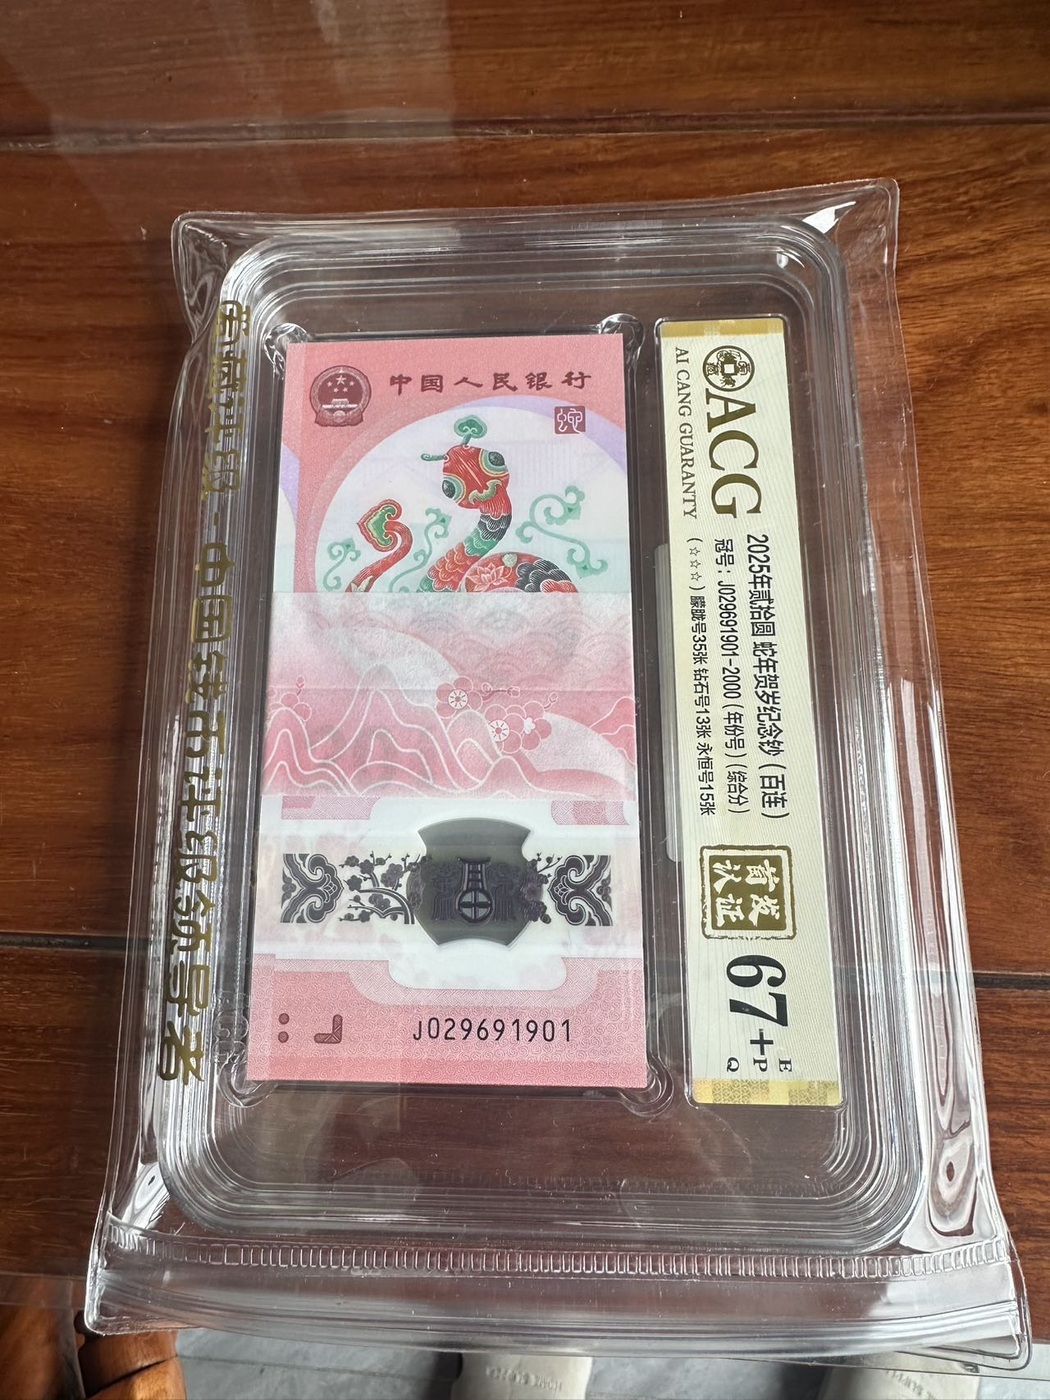 中国人民银行
J029691901
ACG
AI CANG GUARANTY
2025年贰拾圆 蛇年贺岁纪念钞（百连）
冠号：J029691901-2000（年份号）（综合分）
（☆☆☆）朦胧号35张 钻石号13张 永恒号15张
首发
认证
67+
E
P
Q
中国钱币评级领导者